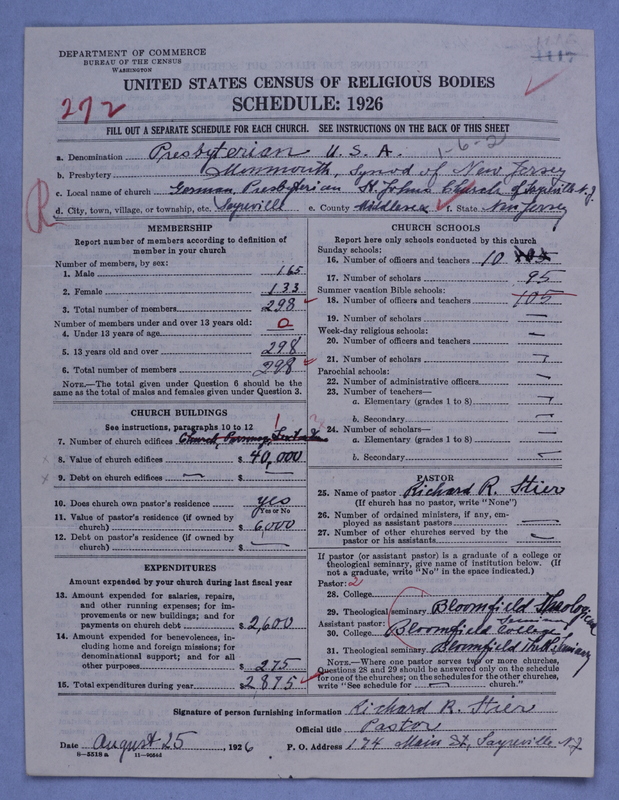 DEPARTMENT OF COMMERCE
BUREAU OF THE CENSUS
WASHINGTON
UNITED STATES CENSUS OF RELIGIOUS BODIES
SCHEDULE: 1926
272
FILL OUT A SEPARATE SCHEDULE FOR EACH CHURCH. SEE INSTRUCTIONS ON THE BACK OF THIS SHEET
1-6-2
a. Denomination Presbyterian U. S. A.
b. Presbytery Monmouth, Synod of New Jersey
c. Local name of church German Presbyterian St. Johns Church of Sayreville N. J.
R
d. City, town, village, or township, etc. Sayreville e. County Middlesex f. State New Jersey
MEMBERSHIP
Report number of members according to definition of
member in your church
Number of members, by sex:
1. Male 165
2. Female 133
3. Total number of members 298
Number of members under and over 13 years old:
4. Under 13 years of age 0
5. 13 years old and over 298
6. Total number of members 298
NOTE.—The total given under Question 6 should be the
same as the total of males and females given under Question 3.
CHURCH BUILDINGS
See instructions, paragraphs 10 to 12
1
7. Number of church edifices Church,
8. Value of church edifices $ 40,000
9. Debt on church edifices — $ —
10. Does church own pastor's residence? yes
Yes or No
11. Value of pastor's residence (if owned by
church) $ 6,000
12. Debt on pastor's residence (if owned by
church) $ —
EXPENDITURES
Amount expended by your church during last fiscal year
13. Amount expended for salaries, repairs,
and other running expenses; for im-
provements or new buildings; and for
payments on church debt $ 2,600
14. Amount expended for benevolences, in-
cluding home and foreign missions; for
denominational support; and for all
other purposes $ 275
15. Total expenditures during year $ 2875
CHURCH SCHOOLS
Report here only schools conducted by this church
Sunday schools:
16. Number of officers and teachers 10 105
17. Number of scholars 95
Summer vacation Bible schools:
18. Number of officers and teachers 105
19. Number of scholars —
Week-day religious schools:
20. Number of officers and teachers —
21. Number of scholars —
Parochial schools:
22. Number of administrative officers —
23. Number of teachers—
a. Elementary (grades 1 to 8) —
b. Secondary —
24. Number of scholars—
a. Elementary (grades 1 to 8) —
b. Secondary —
PASTOR
25. Name of pastor Richard R. Stier
(If church has no pastor, write "None")
26. Number of ordained ministers, if any, em-
ployed as assistant pastors —
27. Number of other churches served by the
pastor or his assistants —
If pastor (or assistant pastor) is a graduate of a college or
theological seminary, give name of institution below. (If
not a graduate, write "No" in the space indicated.)
Pastor: 2
28. College
29. Theological seminary Bloomfield Theological
Seminary
Assistant pastor:
30. College Bloomfield College
31. Theological seminary Bloomfield Theol. Seminary
NOTE.—Where one pastor serves two or more churches,
Questions 28 and 29 should be answered only on the schedule
for one of the churches; on the schedules for the other churches,
write "See schedule for — church."
Signature of person furnishing information Richard R. Stier
Official title Pastor
Date August 25, 1926 P. O. Address 174 Main St, Sayreville N. J
8-5518 a